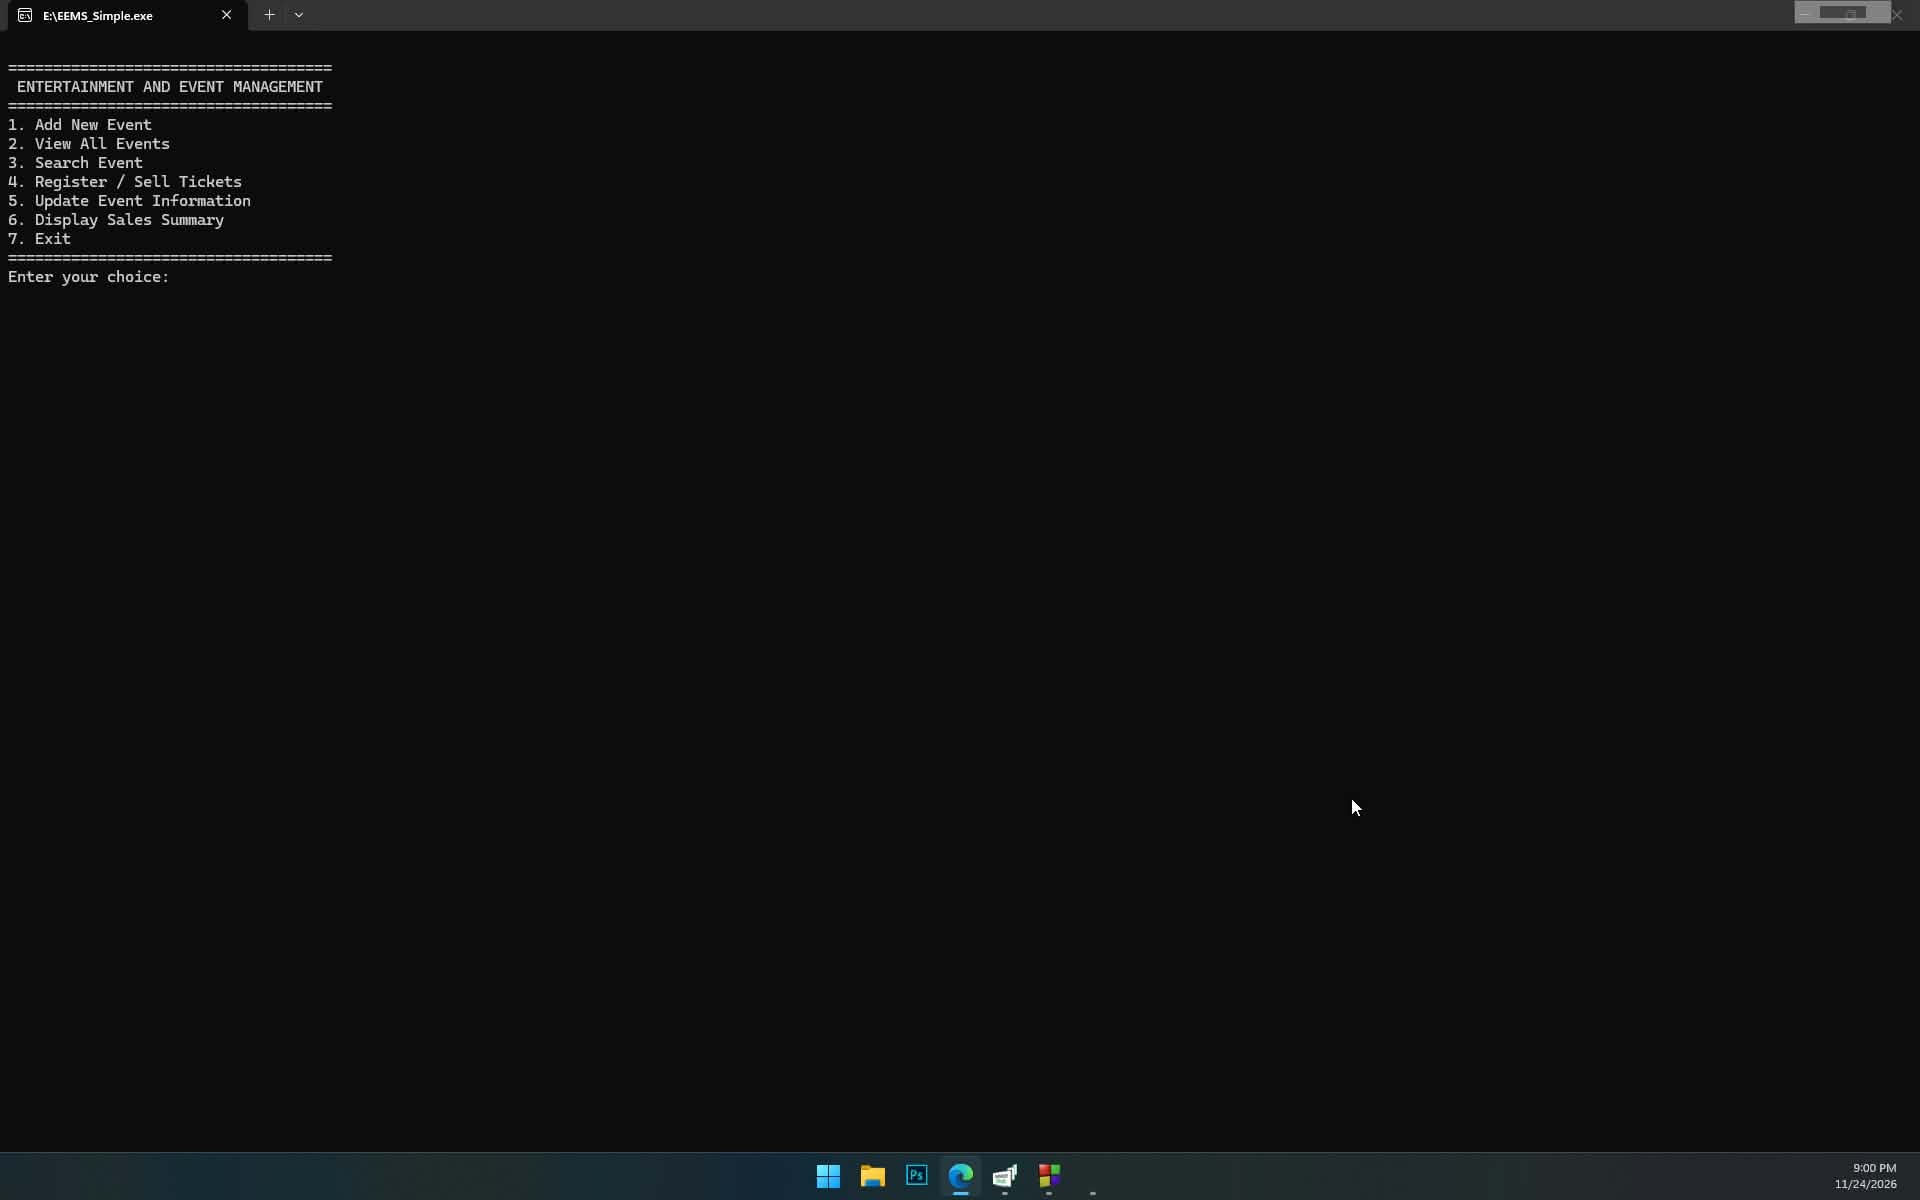 E:\EEMS_Simple.exe
====================================
ENTERTAINMENT AND EVENT MANAGEMENT
====================================
1. Add New Event
2. View All Events
3. Search Event
4. Register / Sell Tickets
5. Update Event Information
6. Display Sales Summary
7. Exit
====================================
Enter your choice:
Ps
9:00 PM
11/24/2026